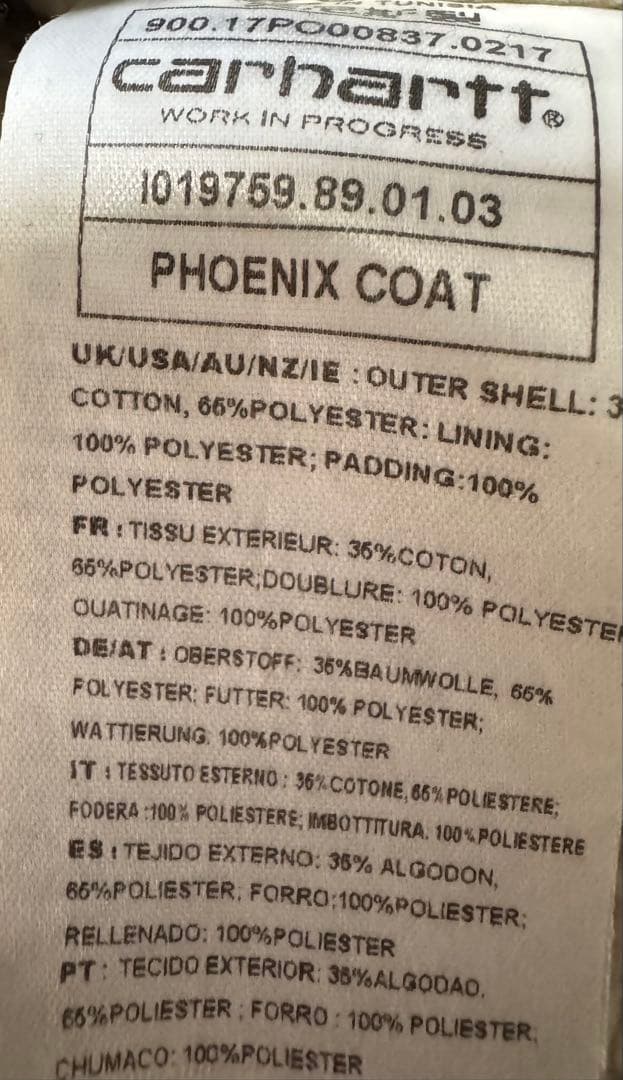 TUNISIA
900.17PO00837.0217
carhartt®
WORK IN PROGRESS
I019759.89.01.03
PHOENIX COAT
UK/USA/AU/NZ/IE : OUTER SHELL: 3
COTTON, 65%POLYESTER: LINING:
100% POLYESTER; PADDING:100%
POLYESTER
FR : TISSU EXTERIEUR: 35%COTON,
65%POLYESTER;DOUBLURE: 100% POLYESTER
OUATINAGE: 100%POLYESTER
DE/AT : OBERSTOFF: 35%BAUMWOLLE, 65%
POLYESTER; FUTTER: 100% POLYESTER;
WATTIERUNG. 100%POLYESTER
IT : TESSUTO ESTERNO : 35%COTONE, 65% POLIESTERE;
FODERA :100% POLIESTERE; IMBOTTITURA. 100%POLIESTERE
ES : TEJIDO EXTERNO: 35% ALGODON,
65%POLIESTER; FORRO:100%POLIESTER;
RELLENADO: 100%POLIESTER
PT : TECIDO EXTERIOR: 35%ALGODAO,
65%POLIESTER ; FORRO : 100% POLIESTER;
CHUMACO: 100%POLIESTER